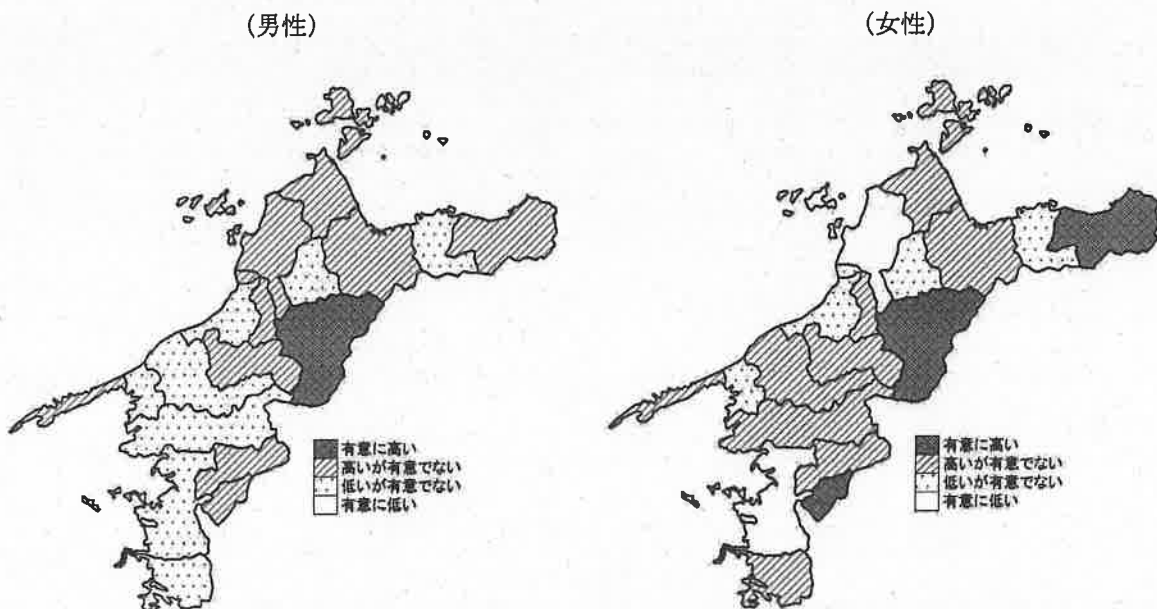 (男性)
(女性)
有意に高い
高いが有意でない
低いが有意でない
有意に低い
有意に高い
高いが有意でない
低いが有意でない
有意に低い